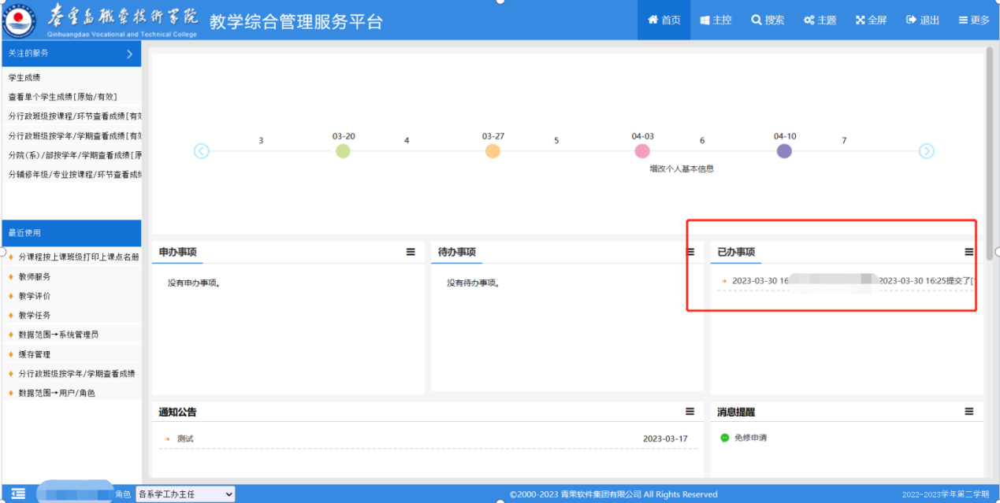 秦皇岛职业技术学院 教学综合管理服务平台
Qinhuangdao Vocational and Technical College
首页 主控 搜索 主题 全屏 退出 更多
关注的服务
学生成绩
查看单个学生成绩[原始/有效]
分行政班级按课程/环节查看成绩[有效
分行政班级按学年/学期查看成绩[有效
分院(系)/部按学年/学期查看成绩[原
分辅修年级/专业按课程/环节查看成绩
最近使用
分课程按上课班级打印上课点名册
教师服务
教学评价
教学任务
数据范围→系统管理员
缓存管理
分行政班级按学年/学期查看成绩
数据范围→用户/角色
3 03-20 4 03-27 5 04-03 6 04-10 7
增改个人基本信息
申办事项
没有申办事项。
待办事项
没有待办事项。
已办事项
2023-03-30 16 2023-03-30 16:25提交了[
通知公告
测试 2023-03-17
消息提醒
免修申请
角色 各系学工办主任
©2000-2023 青果软件集团有限公司 All Rights Reserved
2022~2023学年第二学期